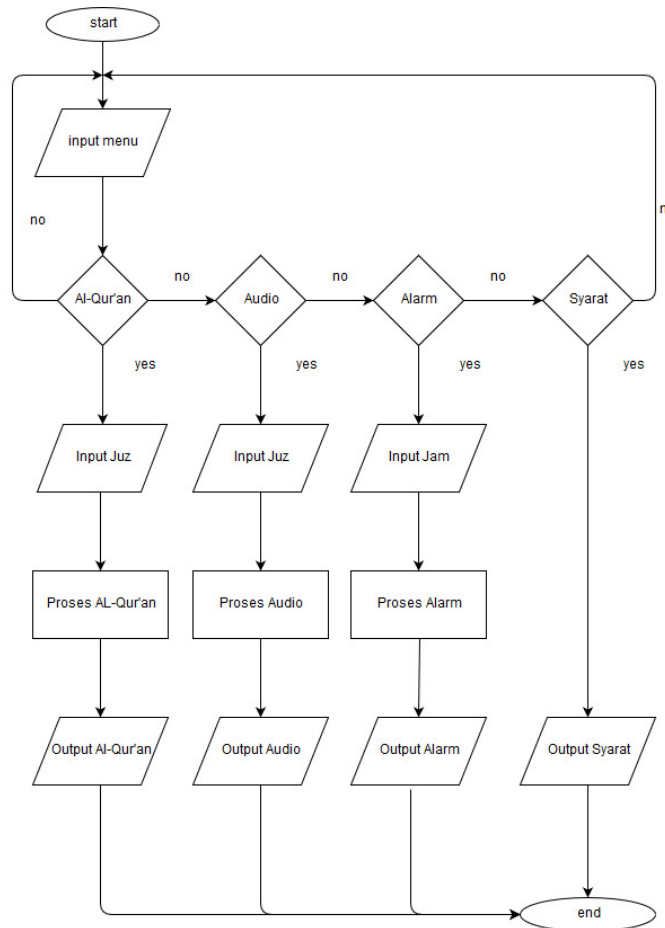 start
input menu
no
Al-Qur'an
no
Audio
no
Alarm
no
Syarat
yes
yes
yes
yes
Input Juz
Input Juz
Input Jam
Proses AL-Qur'an
Proses Audio
Proses Alarm
Output Al-Qur'an
Output Audio
Output Alarm
Output Syarat
end